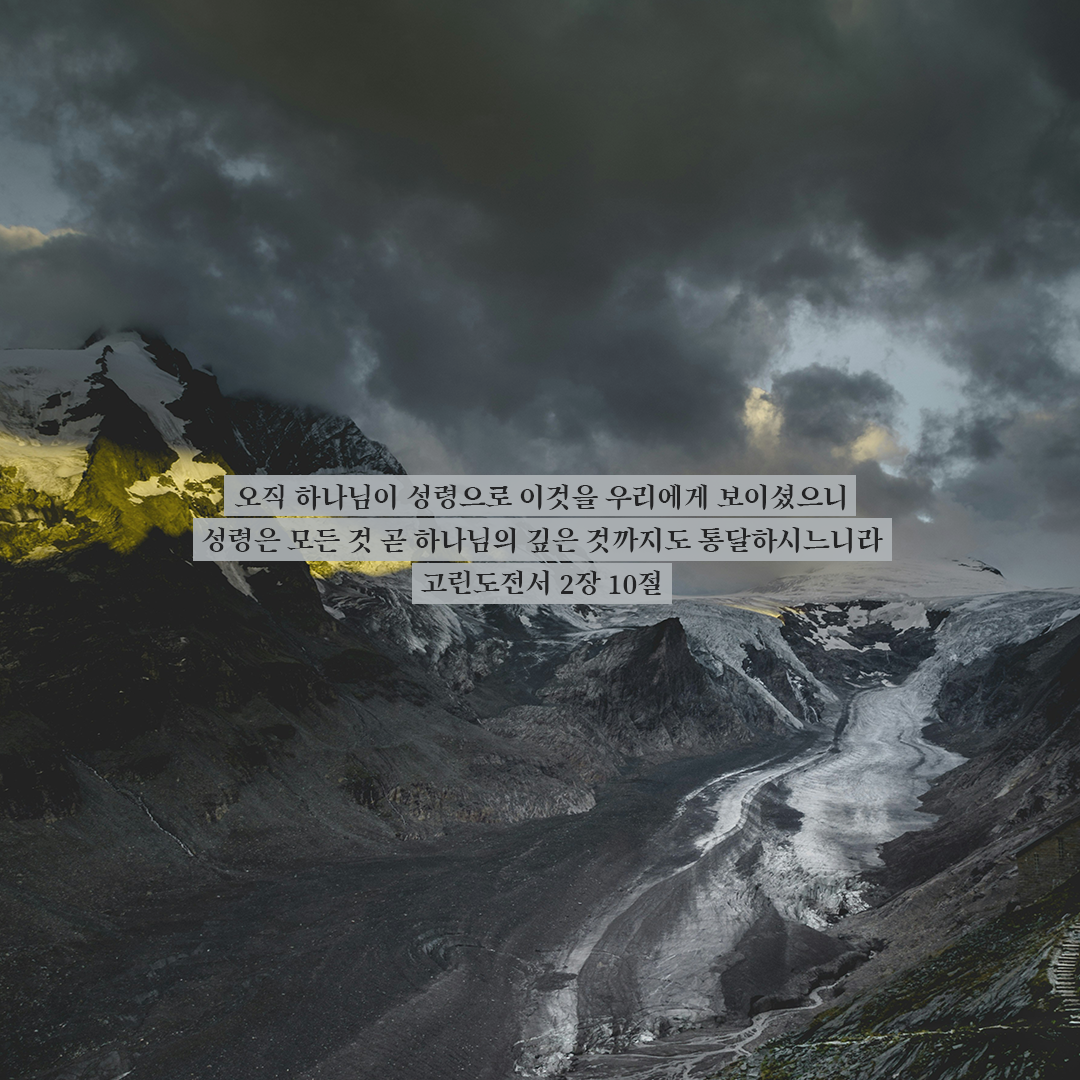 오직 하나님이 성령으로 이것을 우리에게 보이셨으니
성령은 모든 것 곧 하나님의 깊은 것까지도 통달하시느니라
고린도전서 2장 10절